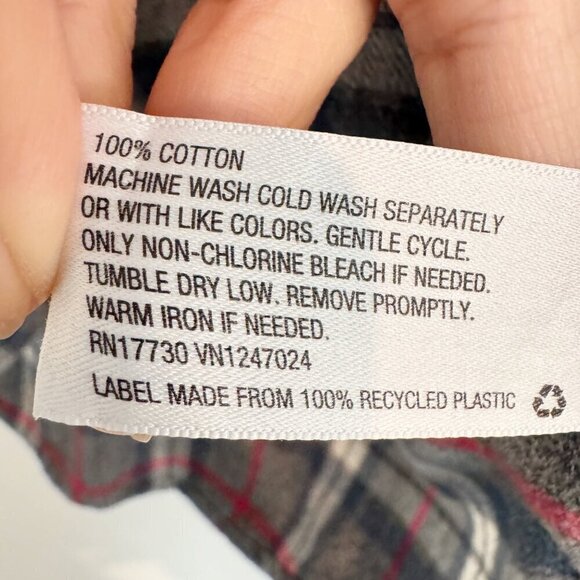 100% COTTON
MACHINE WASH COLD WASH SEPARATELY
OR WITH LIKE COLORS. GENTLE CYCLE.
ONLY NON-CHLORINE BLEACH IF NEEDED.
TUMBLE DRY LOW. REMOVE PROMPTLY.
WARM IRON IF NEEDED.
RN17730 VN1247024
LABEL MADE FROM 100% RECYCLED PLASTIC